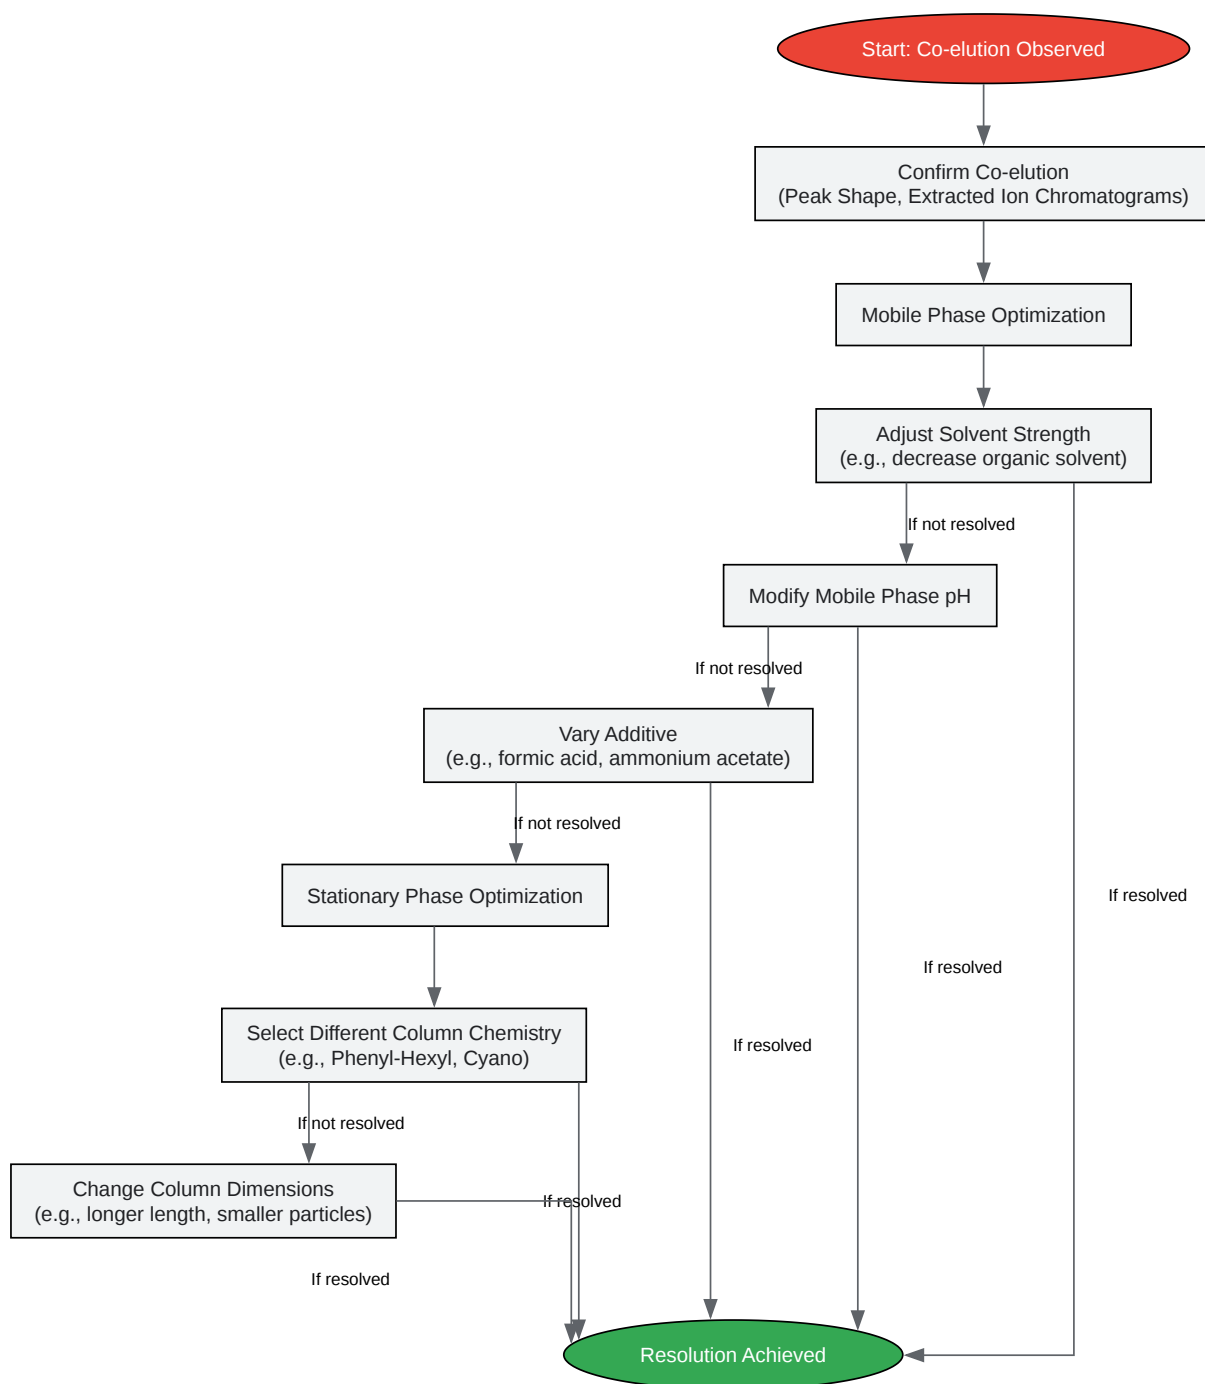 Start: Co-elution Observed
Confirm Co-elution
(Peak Shape, Extracted Ion Chromatograms)
Mobile Phase Optimization
Adjust Solvent Strength
(e.g., decrease organic solvent)
If not resolved
Modify Mobile Phase pH
If not resolved
Vary Additive
(e.g., formic acid, ammonium acetate)
If not resolved
Stationary Phase Optimization
If resolved
If resolved
Select Different Column Chemistry
(e.g., Phenyl-Hexyl, Cyano)
If resolved
If not resolved
Change Column Dimensions
(e.g., longer length, smaller particles)
If resolved
If resolved
Resolution Achieved